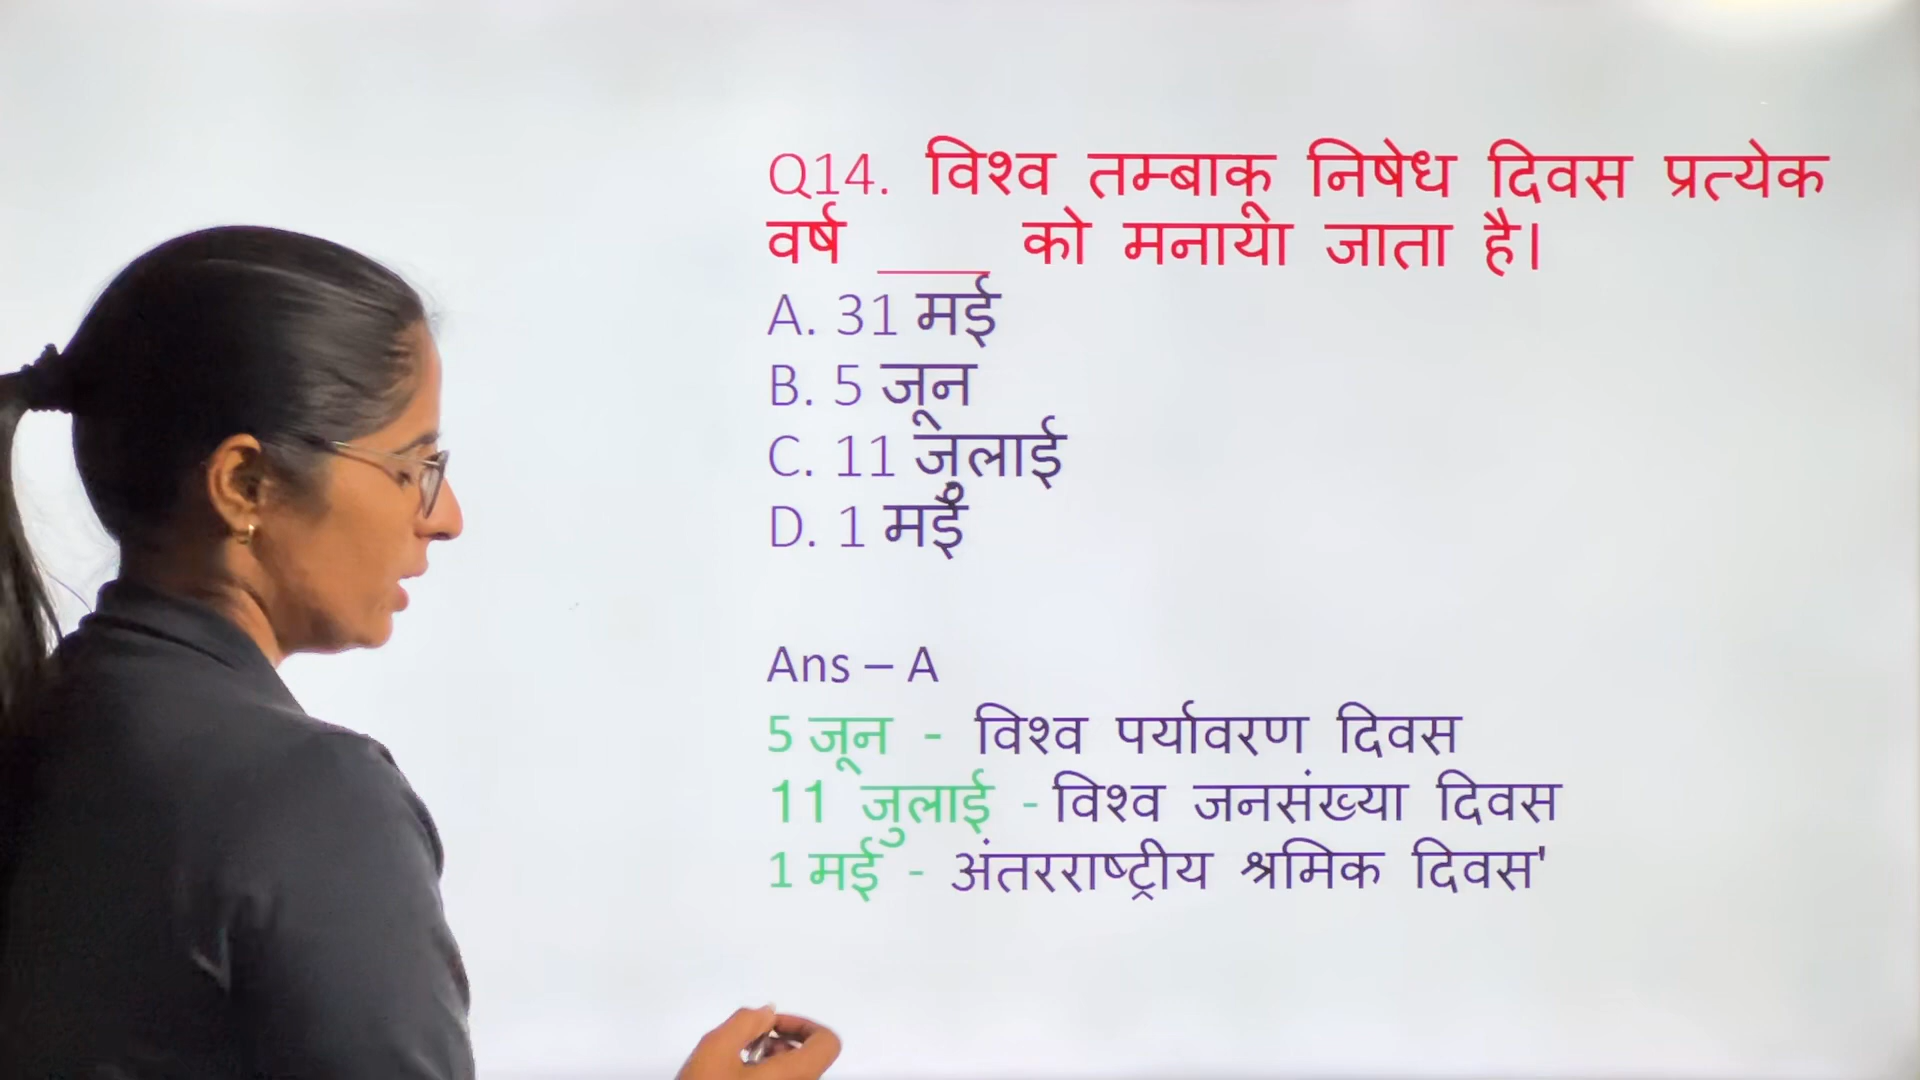 Q14. विश्व तम्बाकू निषेध दिवस प्रत्येक
वर्ष ____ को मनाया जाता है।
A. 31 मई
B. 5 जून
C. 11 जुलाई
D. 1 मई
Ans – A
5 जून - विश्व पर्यावरण दिवस
11 जुलाई - विश्व जनसंख्या दिवस
1 मई - अंतरराष्ट्रीय श्रमिक दिवस'